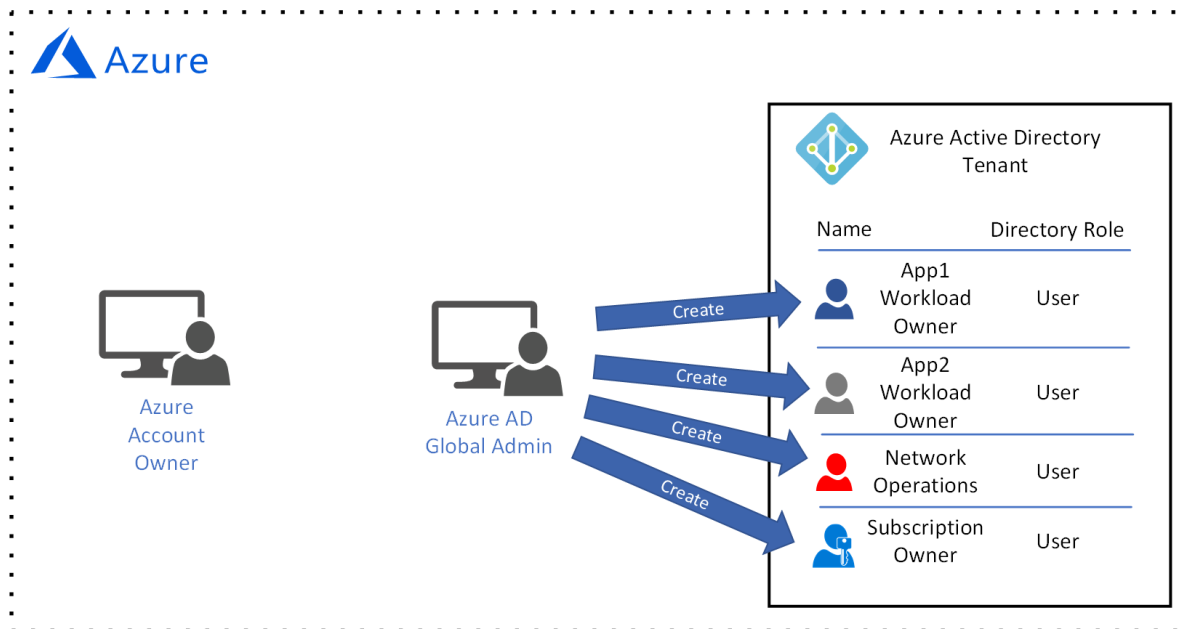 Azure
Azure Active Directory
Tenant
Name Directory Role
App1
Workload
Owner
User
App2
Workload
Owner
User
Network
Operations
User
Subscription
Owner
User
Create
Create
Create
Create
Azure
Account
Owner
Azure AD
Global Admin